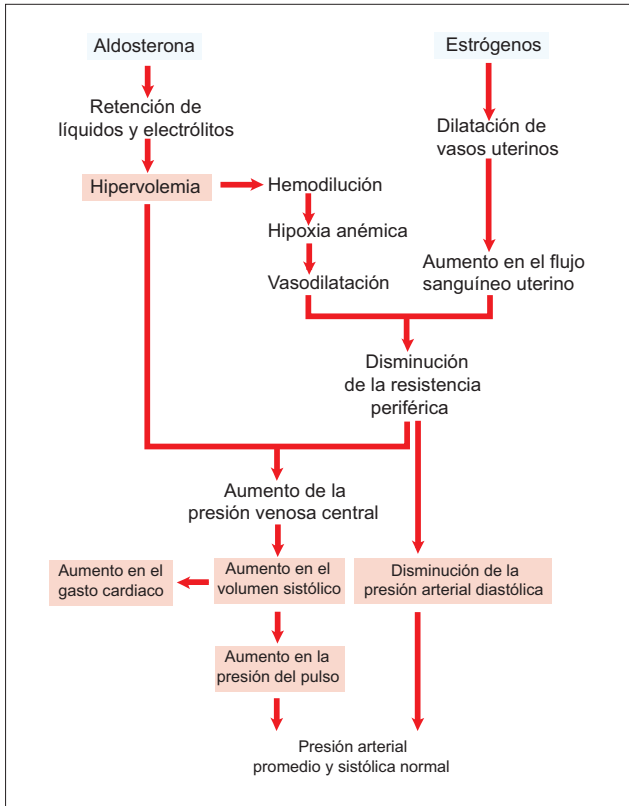 Aldosterona
Estrógenos
Retención de
líquidos y electrólitos
Dilatación de
vasos uterinos
Hipervolemia
Hemodilución
Hipoxia anémica
Vasodilatación
Aumento en el flujo
sanguíneo uterino
Disminución
de la resistencia
periférica
Aumento de la
presión venosa central
Aumento en el
gasto cardiaco
Aumento en el
volumen sistólico
Disminución de la
presión arterial diastólica
Aumento en la
presión del pulso
Presión arterial
promedio y sistólica normal